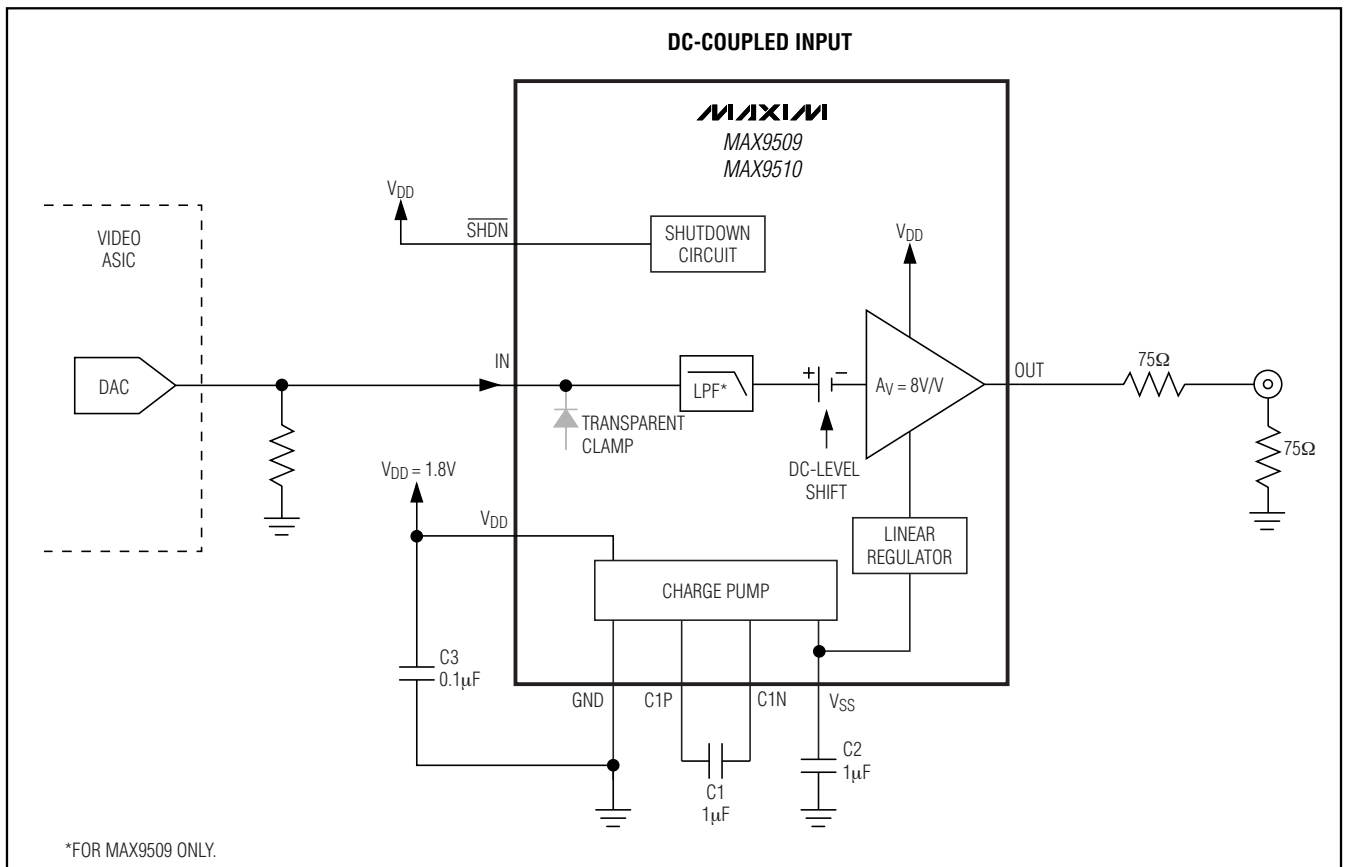 DC-COUPLED INPUT
MAXIM
MAX9509
MAX9510
VDD
SHDN
SHUTDOWN
CIRCUIT
VDD
VIDEO
ASIC
DAC
IN
LPF*
+ −
AV = 8V/V
OUT
75Ω
75Ω
TRANSPARENT
CLAMP
DC-LEVEL
SHIFT
VDD = 1.8V
VDD
LINEAR
REGULATOR
CHARGE PUMP
C3
0.1µF
GND
C1P
C1N
VSS
C1
1µF
C2
1µF
*FOR MAX9509 ONLY.